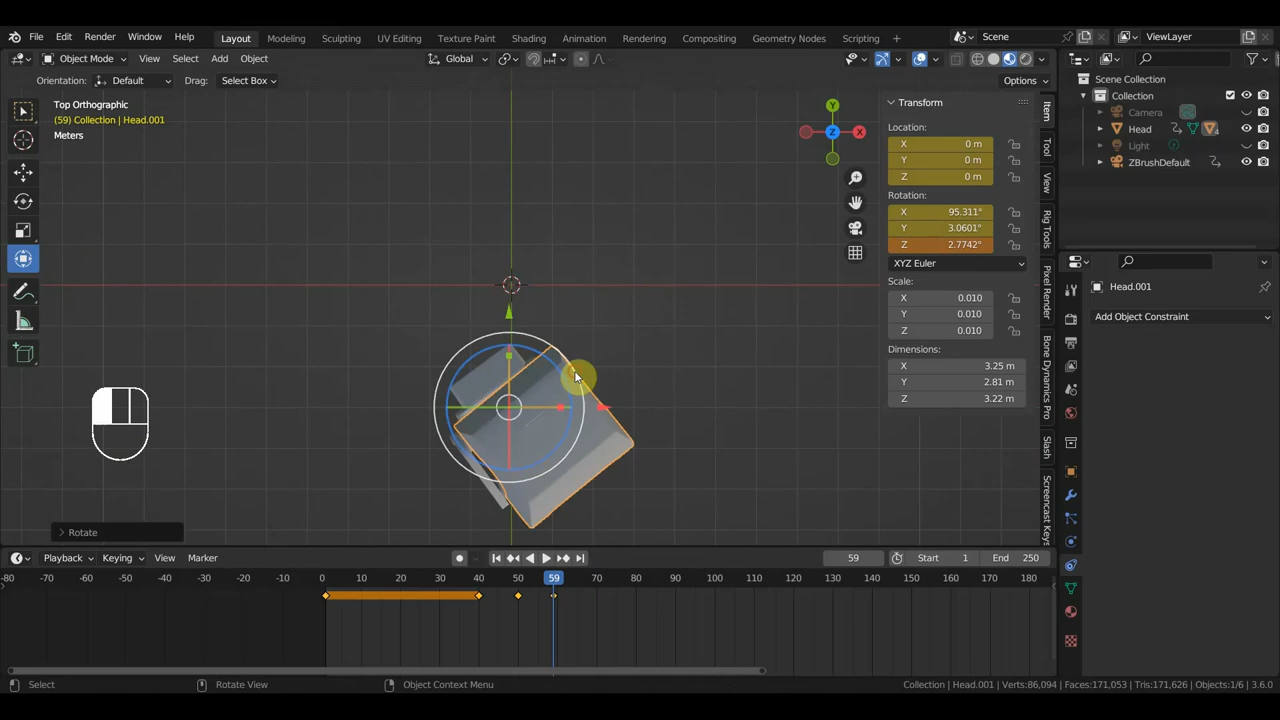 File Edit Render Window Help Layout Modeling Sculpting UV Editing Texture Paint Shading Animation Rendering Compositing Geometry Nodes Scripting + Scene ViewLayer
Object Mode View Select Add Object Global
Orientation: Default Drag: Select Box Options
Top Orthographic
(59) Collection | Head.001
Meters
Y
Z
X
Transform
Location:
X 0 m
Y 0 m
Z 0 m
Rotation:
X 95.311°
Y 3.0601°
Z 2.7742°
XYZ Euler
Scale:
X 0.010
Y 0.010
Z 0.010
Dimensions:
X 3.25 m
Y 2.81 m
Z 3.22 m
Item
Tool
View
Rig Tools
Pixel Render
Bone Dynamics Pro
Slash
Screencast Keys
Scene Collection
Collection
Camera
Head
Light
ZBrushDefault
Head.001
Add Object Constraint
Rotate
Playback Keying View Marker 59 Start 1 End 250
-80 -70 -60 -50 -40 -30 -20 -10 0 10 20 30 40 50 59 70 80 90 100 110 120 130 140 150 160 170 180
Select Rotate View Object Context Menu Collection | Head.001 | Verts:86,094 | Faces:171,053 | Tris:171,626 | Objects:1/6 | 3.6.0